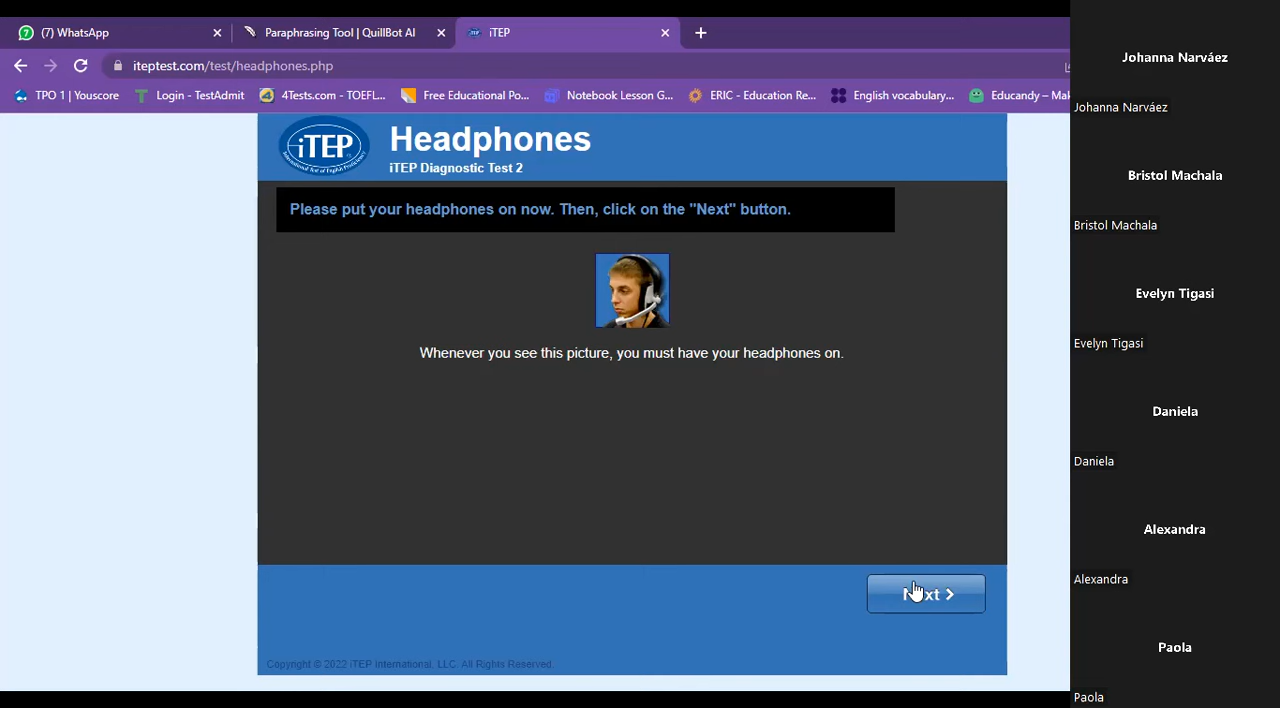 (7) WhatsApp
Paraphrasing Tool | QuillBot AI
iTEP
iteptest.com/test/headphones.php
TPO 1 | Youscore
Login - TestAdmit
4Tests.com - TOEFL...
Free Educational Po...
Notebook Lesson G...
ERIC - Education Re...
English vocabulary...
Educandy – Mak
iTEP
Headphones
iTEP Diagnostic Test 2
Please put your headphones on now. Then, click on the "Next" button.
Whenever you see this picture, you must have your headphones on.
Next
Copyright © 2022 iTEP International, LLC. All Rights Reserved.
Johanna Narváez
Johanna Narváez
Bristol Machala
Bristol Machala
Evelyn Tigasi
Evelyn Tigasi
Daniela
Daniela
Alexandra
Alexandra
Paola
Paola